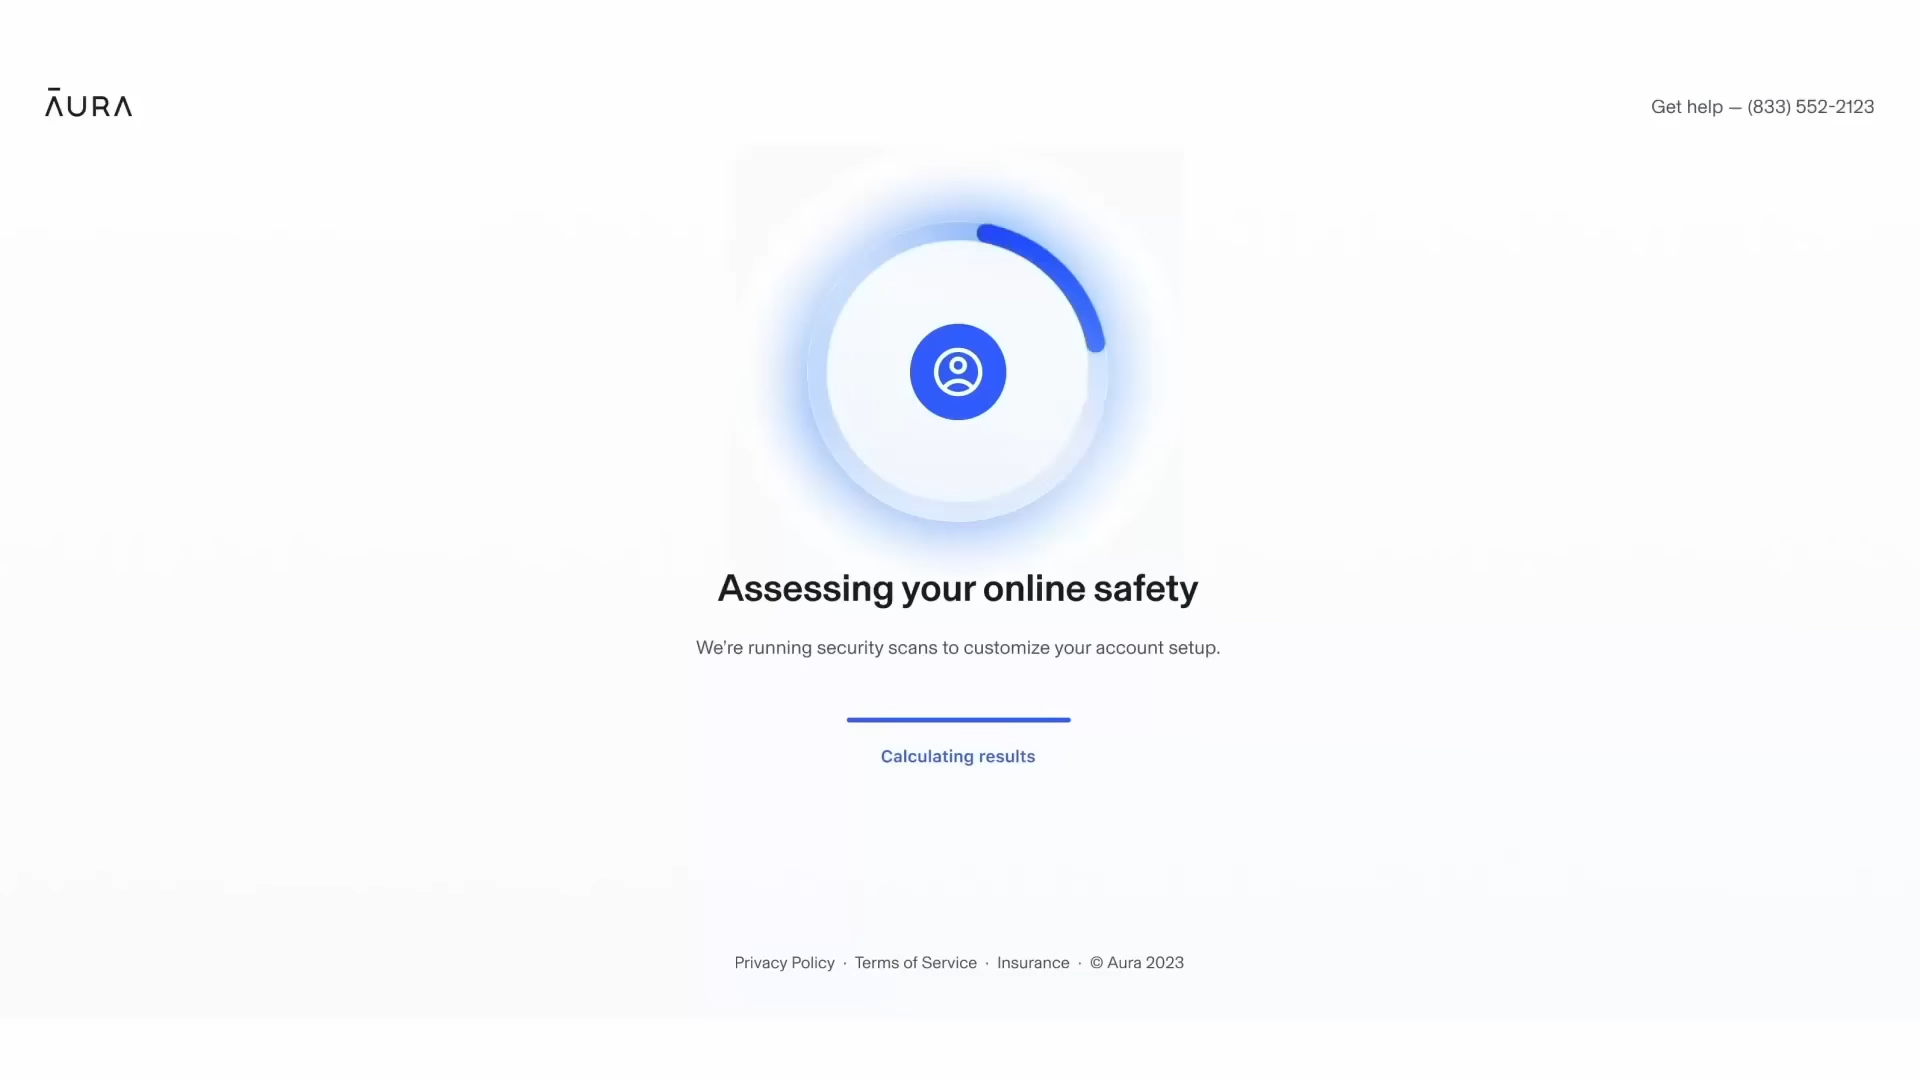 ĀURA
Get help — (833) 552-2123
Assessing your online safety
We're running security scans to customize your account setup.
Calculating results
Privacy Policy · Terms of Service · Insurance · © Aura 2023